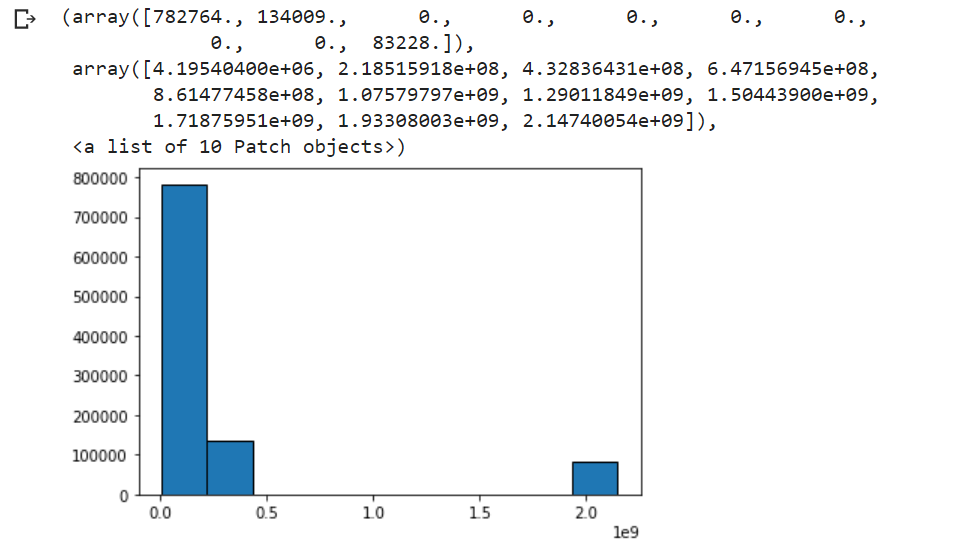 (array([782764., 134009.,      0.,      0.,      0.,      0.,      0.,
             0.,      0.,  83228.]),
 array([4.19540400e+06, 2.18515918e+08, 4.32836431e+08, 6.47156945e+08,
        8.61477458e+08, 1.07579797e+09, 1.29011849e+09, 1.50443900e+09,
        1.71875951e+09, 1.93308003e+09, 2.14740054e+09]),
 <a list of 10 Patch objects>)
800000
700000
600000
500000
400000
300000
200000
100000
0
0.0 0.5 1.0 1.5 2.0
1e9